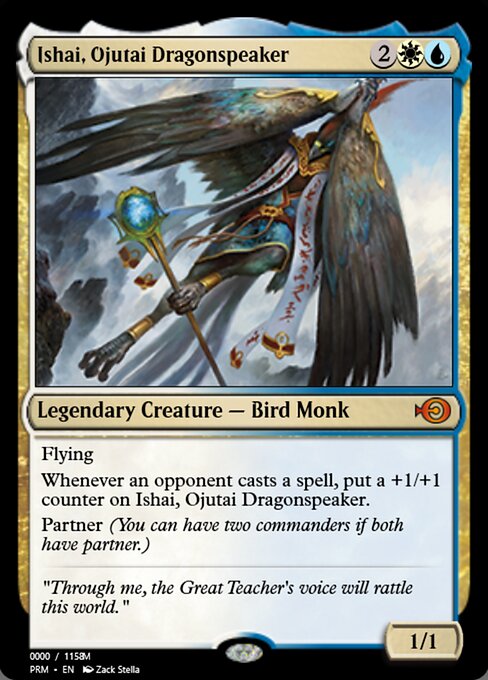 Ishai, Ojutai Dragonspeaker 2
Legendary Creature — Bird Monk
Flying
Whenever an opponent casts a spell, put a +1/+1
counter on Ishai, Ojutai Dragonspeaker.
Partner (You can have two commanders if both
have partner.)
"Through me, the Great Teacher's voice will rattle
this world."
1/1
0000 / 1158M
PRM • EN Zack Stella